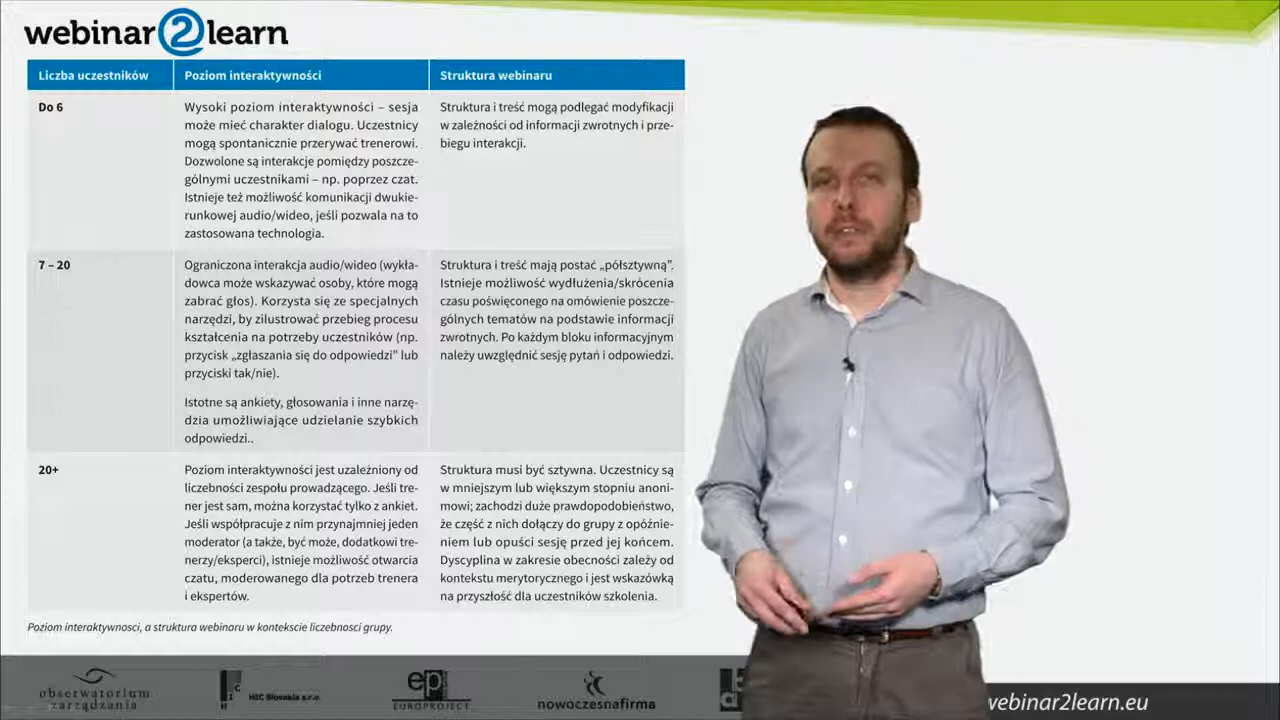 webinar2learn
Liczba uczestników
Poziom interaktywności
Struktura webinaru
Do 6
Wysoki poziom interaktywności – sesja
może mieć charakter dialogu. Uczestnicy
mogą spontanicznie przerywać trenerowi.
Dozwolone są interakcje pomiędzy poszcze-
gólnymi uczestnikami – np. poprzez czat.
Istnieje też możliwość komunikacji dwukie-
runkowej audio/wideo, jeśli pozwala na to
zastosowana technologia.
Struktura i treść mogą podlegać modyfikacji
w zależności od informacji zwrotnych i prze-
biegu interakcji.
7 – 20
Ograniczona interakcja audio/wideo (wykła-
dowca może wskazywać osoby, które mogą
zabrać głos). Korzysta się ze specjalnych
narzędzi, by zilustrować przebieg procesu
kształcenia na potrzeby uczestników (np.
przycisk „zgłaszania się do odpowiedzi” lub
przyciski tak/nie).
Istotne są ankiety, głosowania i inne narzę-
dzia umożliwiające udzielanie szybkich
odpowiedzi..
Struktura i treść mają postać „półsztywną”.
Istnieje możliwość wydłużenia/skrócenia
czasu poświęconego na omówienie poszcze-
gólnych tematów na podstawie informacji
zwrotnych. Po każdym bloku informacyjnym
należy uwzględnić sesję pytań i odpowiedzi.
20+
Poziom interaktywności jest uzależniony od
liczebności zespołu prowadzącego. Jeśli tre-
ner jest sam, można korzystać tylko z ankiet.
Jeśli współpracuje z nim przynajmniej jeden
moderator (a także, być może, dodatkowi tre-
nerzy/eksperci), istnieje możliwość otwarcia
czatu, moderowanego dla potrzeb trenera
i ekspertów.
Struktura musi być sztywna. Uczestnicy są
w mniejszym lub większym stopniu anoni-
mowi; zachodzi duże prawdopodobieństwo,
że część z nich dołączy do grupy z opóźnie-
niem lub opuści sesję przed jej końcem.
Dyscyplina w zakresie obecności zależy od
kontekstu merytorycznego i jest wskazówką
na przyszłość dla uczestników szkolenia.
Poziom interaktywnosci, a struktura webinaru w kontekscie liczebnosci grupy.
obserwatorium
zarządzania
HIC Slovakia s.r.o.
ep
EUROPROJECT
nowoczesnafirma
webinar2learn.eu